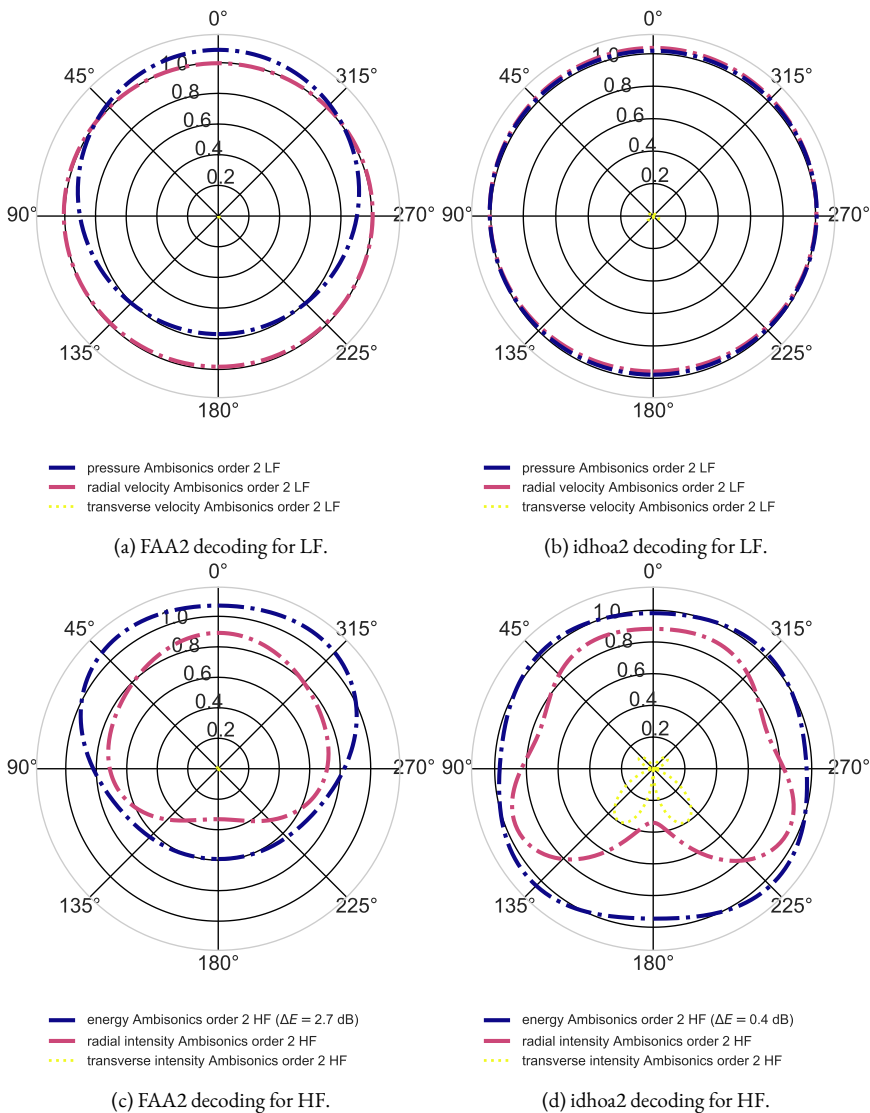 0°
45° 1.0 315°
0.8
0.6
0.4
0.2
90° 270°
135° 225°
180°
pressure Ambisonics order 2 LF
radial velocity Ambisonics order 2 LF
transverse velocity Ambisonics order 2 LF
(a) FAA2 decoding for LF.
0°
45° 1.0 315°
0.8
0.6
0.4
0.2
90° 270°
135° 225°
180°
pressure Ambisonics order 2 LF
radial velocity Ambisonics order 2 LF
transverse velocity Ambisonics order 2 LF
(b) idhoa2 decoding for LF.
0°
1.0
45° 315°
0.8
0.6
0.4
0.2
90° 270°
135° 225°
180°
energy Ambisonics order 2 HF (ΔE = 2.7 dB)
radial intensity Ambisonics order 2 HF
transverse intensity Ambisonics order 2 HF
(c) FAA2 decoding for HF.
0°
1.0
45° 315°
0.8
0.6
0.4
0.2
90° 270°
135° 225°
180°
energy Ambisonics order 2 HF (ΔE = 0.4 dB)
radial intensity Ambisonics order 2 HF
transverse intensity Ambisonics order 2 HF
(d) idhoa2 decoding for HF.